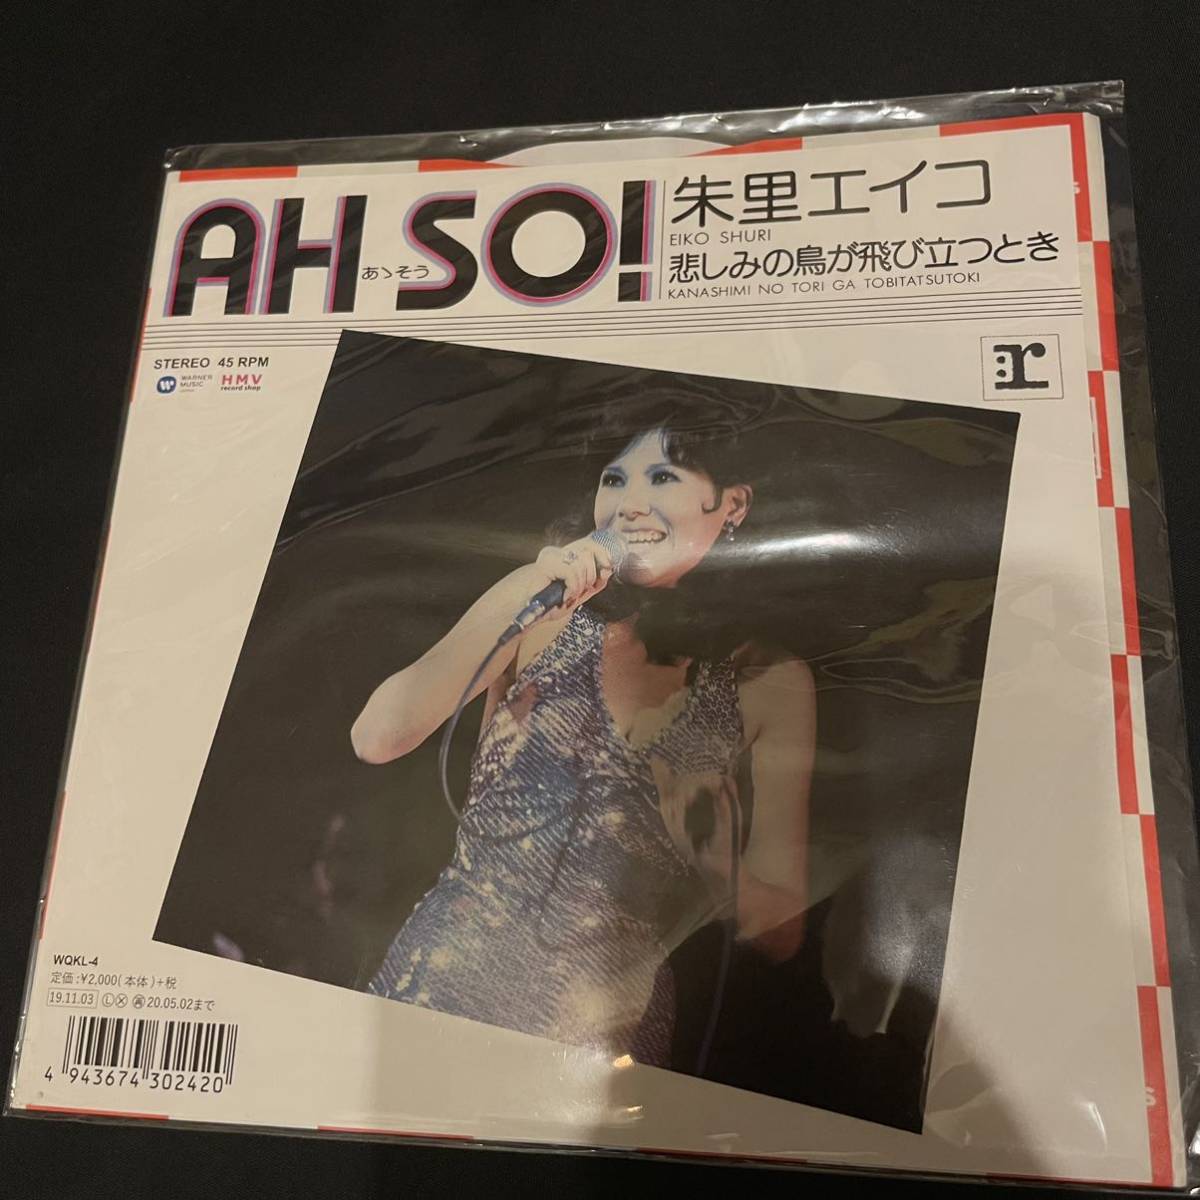 AH SO!
あゝそう
朱里エイコ
EIKO SHURI
悲しみの鳥が飛び立つとき
KANASHIMI NO TORI GA TOBITATSUTOKI
STEREO 45 RPM
WARNER
MUSIC
HMV
record shop
:r
WQKL-4
定価:¥2,000(本体)+税
19.11.03 Ⓛ Ⓧ 再 20.05.02まで
4 943674 302420
S
S